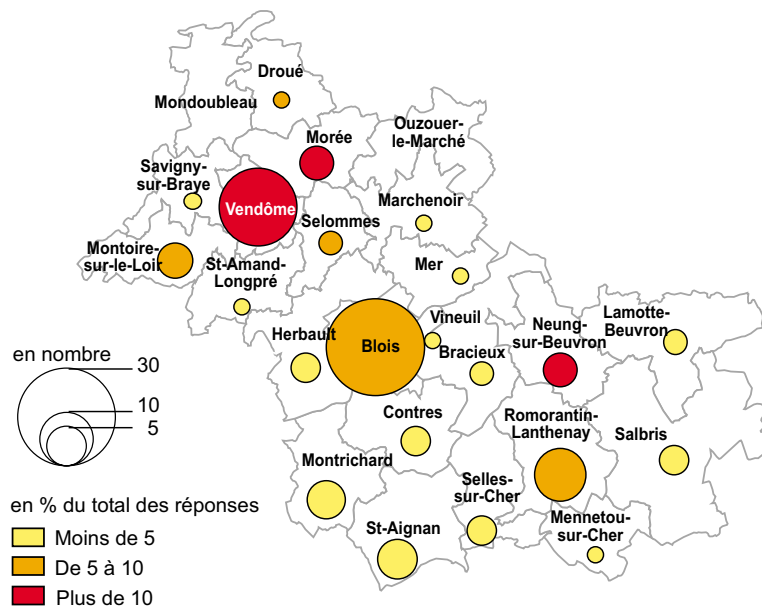 Droué
Mondoubleau
Ouzouer-
le-Marché
Morée
Savigny-
sur-Braye
Vendôme
Marchenoir
Selommes
Montoire-
sur-le-Loir
St-Amand-
Longpré
Mer
Vineuil
Herbault
Blois
Bracieux
Neung-
sur-Beuvron
Lamotte-
Beuvron
en nombre
30
10
5
Contres
Romorantin-
Lanthenay
Salbris
Montrichard
Selles-
sur-Cher
St-Aignan
Mennetou-
sur-Cher
en % du total des réponses
Moins de 5
De 5 à 10
Plus de 10